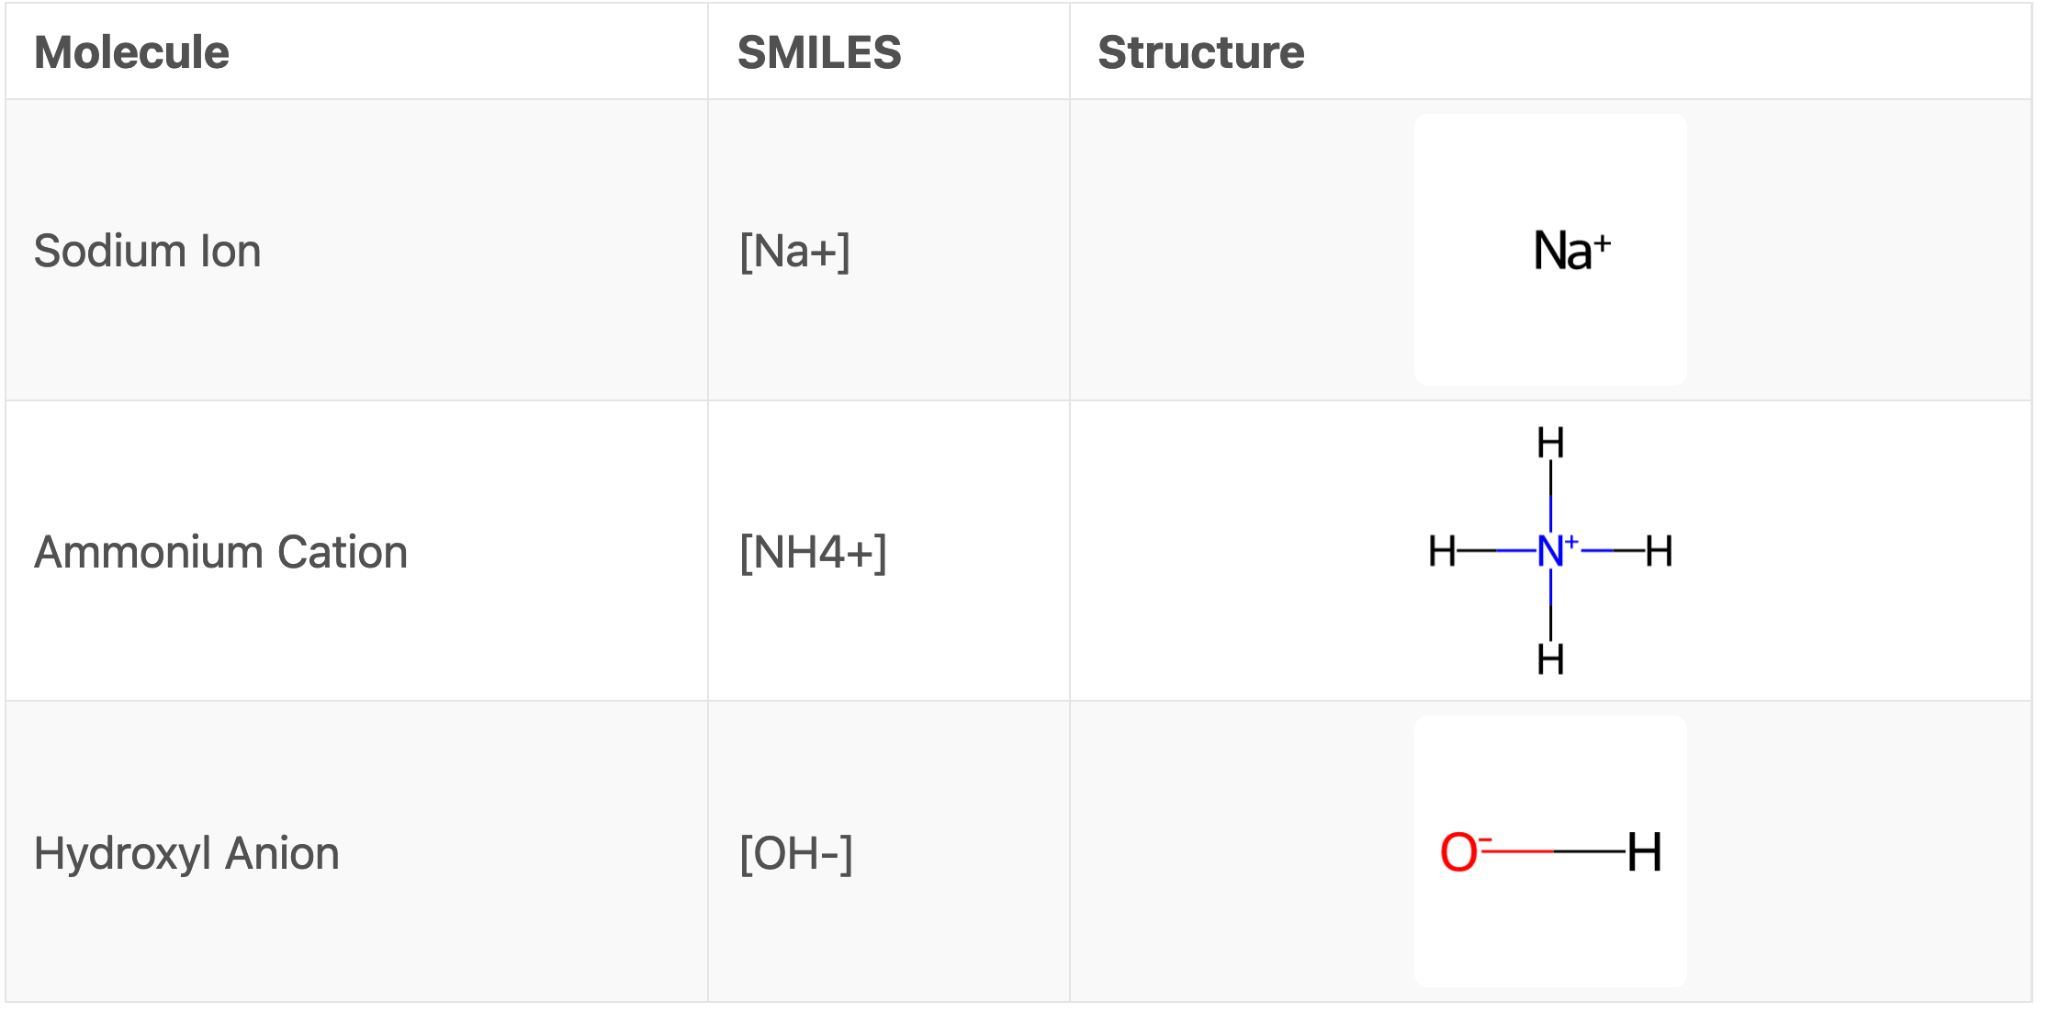 Molecule SMILES Structure
Sodium Ion [Na+] Na⁺
H
Ammonium Cation [NH4+] H N⁺ H
H
Hydroxyl Anion [OH-] O⁻ H